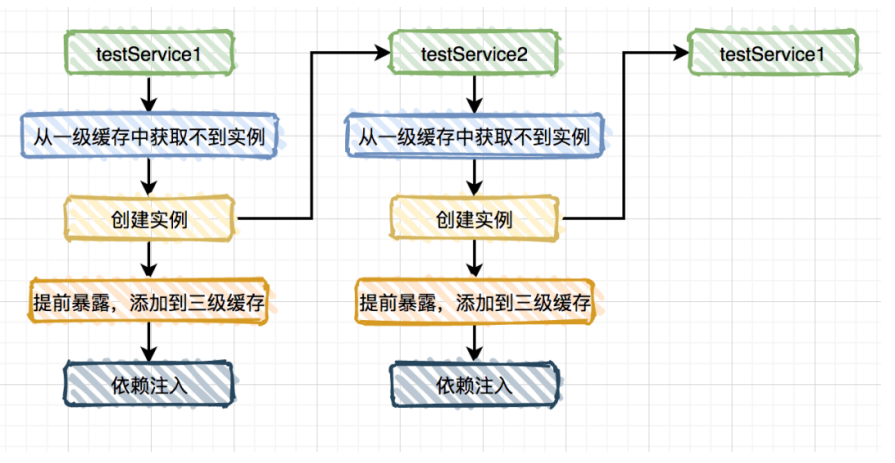 testService1
从一级缓存中获取不到实例
创建实例
提前暴露，添加到三级缓存
依赖注入
testService2
从一级缓存中获取不到实例
创建实例
提前暴露，添加到三级缓存
依赖注入
testService1